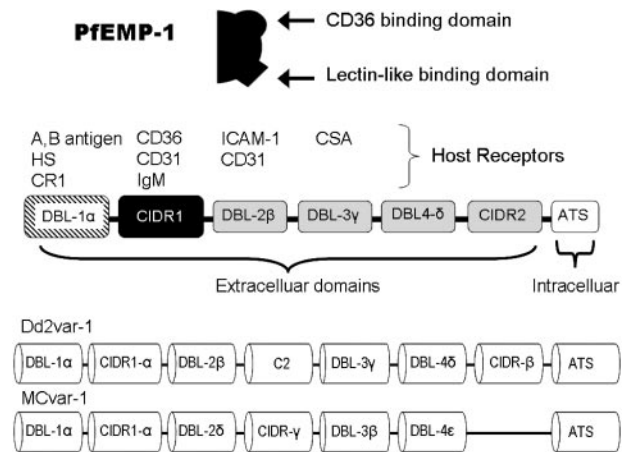 PfEMP-1
CD36 binding domain
Lectin-like binding domain
A,B antigen CD36 ICAM-1 CSA
HS CD31 CD31
CR1 IgM
Host Receptors
DBL-1α CIDR1 DBL-2β DBL-3γ DBL4-δ CIDR2 ATS
Extracelluar domains Intracelluar
Dd2var-1
DBL-1α CIDR1-α DBL-2β C2 DBL-3γ DBL-4δ CIDR-β ATS
MCvar-1
DBL-1α CIDR1-α DBL-2δ CIDR-γ DBL-3β DBL-4ε ATS